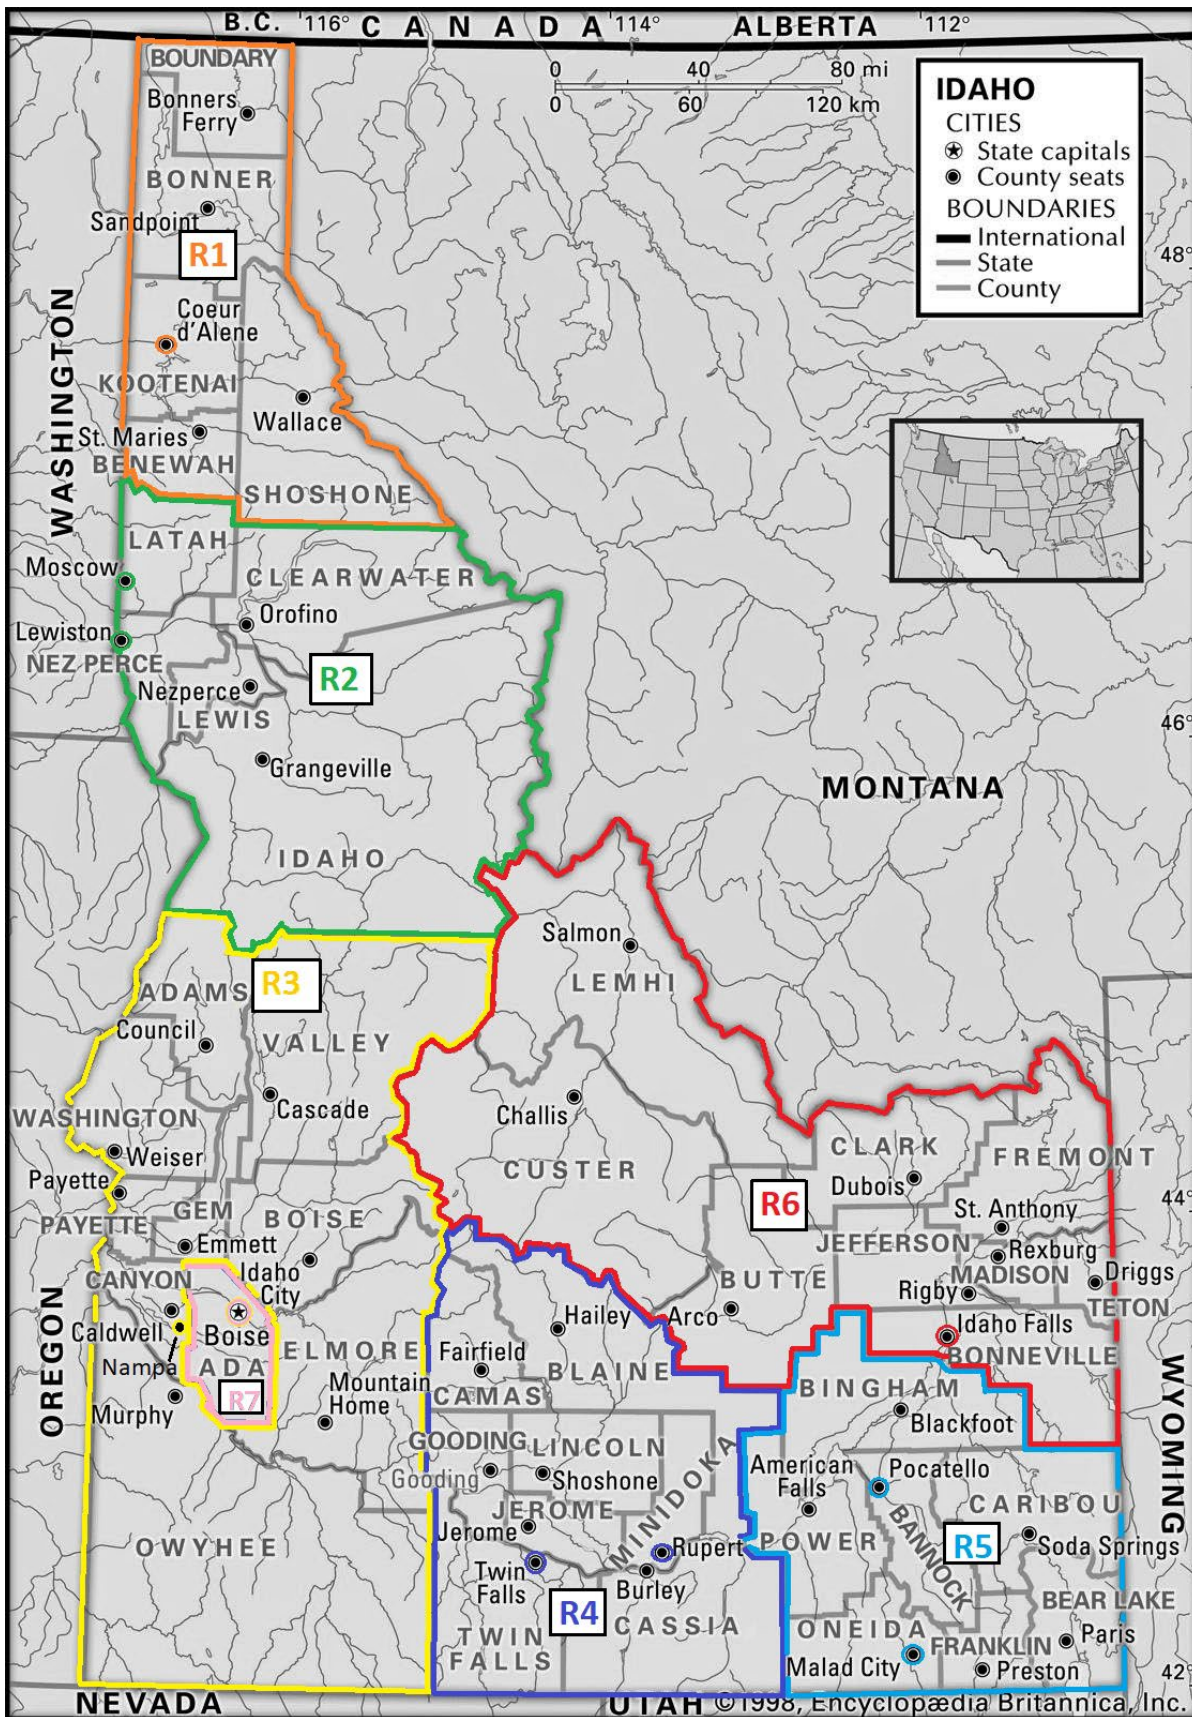 B.C. 116° CANADA 114° ALBERTA 112°
BOUNDARY
Bonners
Ferry
0 40 80 mi
0 60 120 km
IDAHO
CITIES
State capitals
County seats
BOUNDARIES
International
State
County
BONNER
Sandpoint
R1
48°
WASHINGTON
Coeur
d'Alene
KOOTENAI
Wallace
St. Maries
BENEWAH
SHOSHONE
LATAH
Moscow
CLEARWATER
Orofino
Lewiston
NEZ PERCE
R2
Nezperce
LEWIS
46°
Grangeville
MONTANA
IDAHO
Salmon
LEMHI
R3
ADAMS
Council
VALLEY
Cascade
Challis
WASHINGTON
Weiser
CUSTER
CLARK
Dubois
FREMONT
Payette
R6
44°
PAYETTE
GEM
BOISE
Emmett
St. Anthony
JEFFERSON
Rexburg
CANYON
Idaho
City
BUTTE
Rigby
MADISON
Driggs
TETON
OREGON
Caldwell
Boise
Hailey
Arco
Idaho Falls
BONNEVILLE
Nampa
ADA
ELMORE
Fairfield
BLAINE
WYOMING
R7
Murphy
Mountain
Home
CAMAS
BINGHAM
Blackfoot
GOODING
LINCOLN
MINIDOKA
Gooding
Shoshone
American
Falls
Pocatello
JEROME
CARIBOU
BANNOCK
OWYHEE
Jerome
Rupert
POWER
R5
Soda Springs
Twin
Falls
Burley
R4
CASSIA
BEAR LAKE
TWIN
FALLS
ONEIDA
FRANKLIN
Paris
Malad City
Preston
42°
NEVADA
UTAH
©1998, Encyclopædia Britannica, Inc.